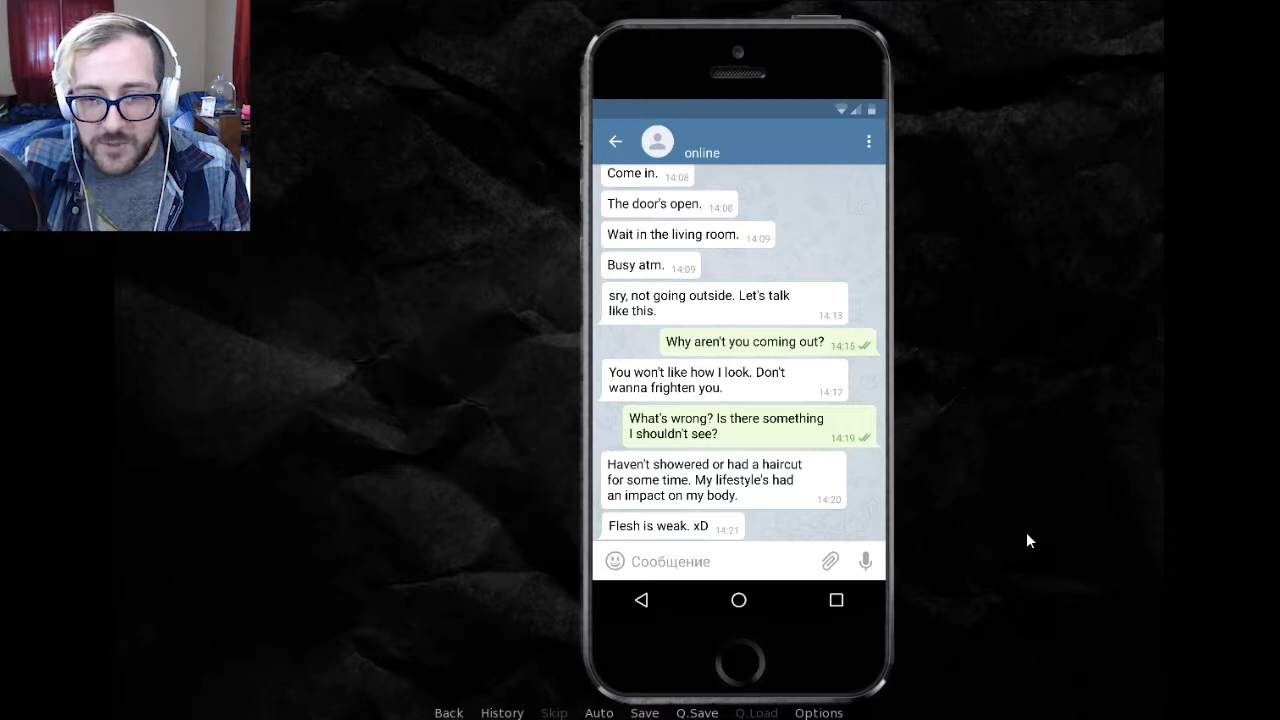 online
Come in. 14:08
The door's open. 14:08
Wait in the living room. 14:09
Busy atm. 14:09
sry, not going outside. Let's talk
like this.
14:13
Why aren't you coming out? 14:15
You won't like how I look. Don't
wanna frighten you.
14:17
What's wrong? Is there something
I shouldn't see?
14:19
Haven't showered or had a haircut
for some time. My lifestyle's had
an impact on my body.
14:20
Flesh is weak. xD 14:21
Сообщение
Back History Skip Auto Save Q.Save Q.Load Options